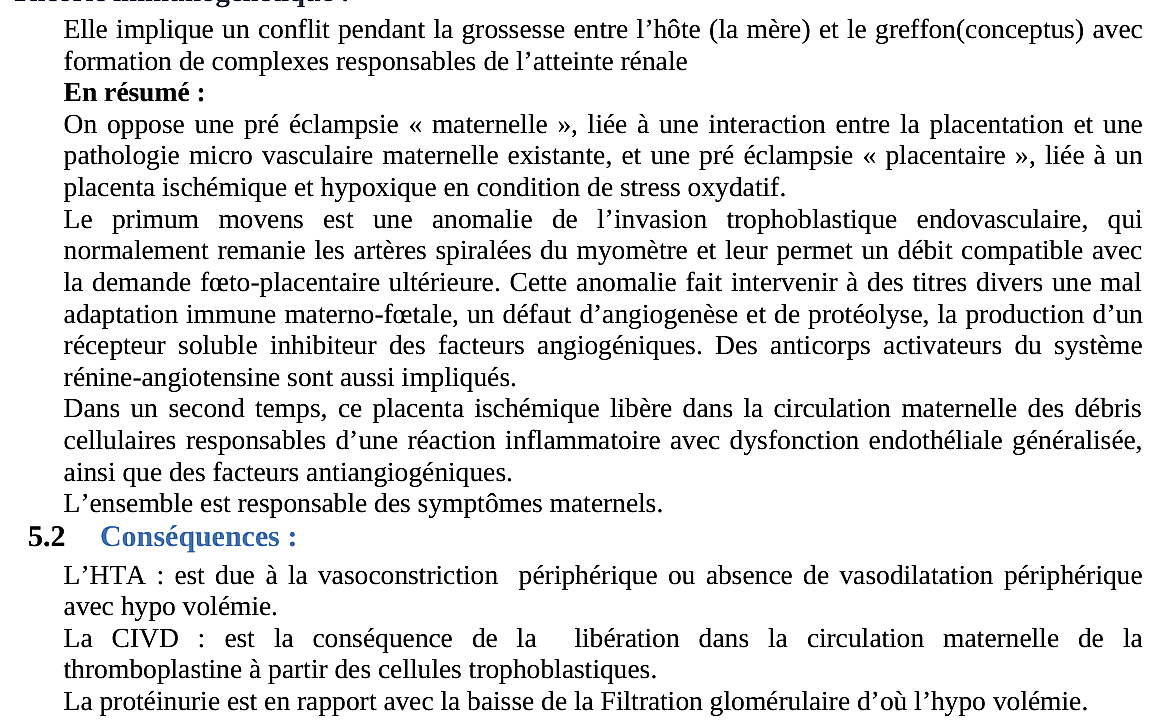 Elle implique un conflit pendant la grossesse entre l’hôte (la mère) et le greffon(conceptus) avec
formation de complexes responsables de l’atteinte rénale
En résumé :
On oppose une pré éclampsie « maternelle », liée à une interaction entre la placentation et une
pathologie micro vasculaire maternelle existante, et une pré éclampsie « placentaire », liée à un
placenta ischémique et hypoxique en condition de stress oxydatif.
Le primum movens est une anomalie de l’invasion trophoblastique endovasculaire, qui
normalement remanie les artères spiralées du myomètre et leur permet un débit compatible avec
la demande fœto-placentaire ultérieure. Cette anomalie fait intervenir à des titres divers une mal
adaptation immune materno-fœtale, un défaut d’angiogenèse et de protéolyse, la production d’un
récepteur soluble inhibiteur des facteurs angiogéniques. Des anticorps activateurs du système
rénine-angiotensine sont aussi impliqués.
Dans un second temps, ce placenta ischémique libère dans la circulation maternelle des débris
cellulaires responsables d’une réaction inflammatoire avec dysfonction endothéliale généralisée,
ainsi que des facteurs antiangiogéniques.
L’ensemble est responsable des symptômes maternels.
5.2 Conséquences :
L’HTA : est due à la vasoconstriction périphérique ou absence de vasodilatation périphérique
avec hypo volémie.
La CIVD : est la conséquence de la libération dans la circulation maternelle de la
thromboplastine à partir des cellules trophoblastiques.
La protéinurie est en rapport avec la baisse de la Filtration glomérulaire d’où l’hypo volémie.